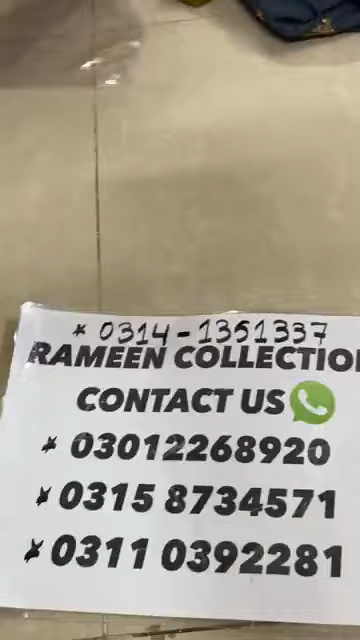 * 0314-1351337
RAMEEN COLLECTIO
CONTACT US
* 03012268920
* 0315 8734571
* 0311 0392281